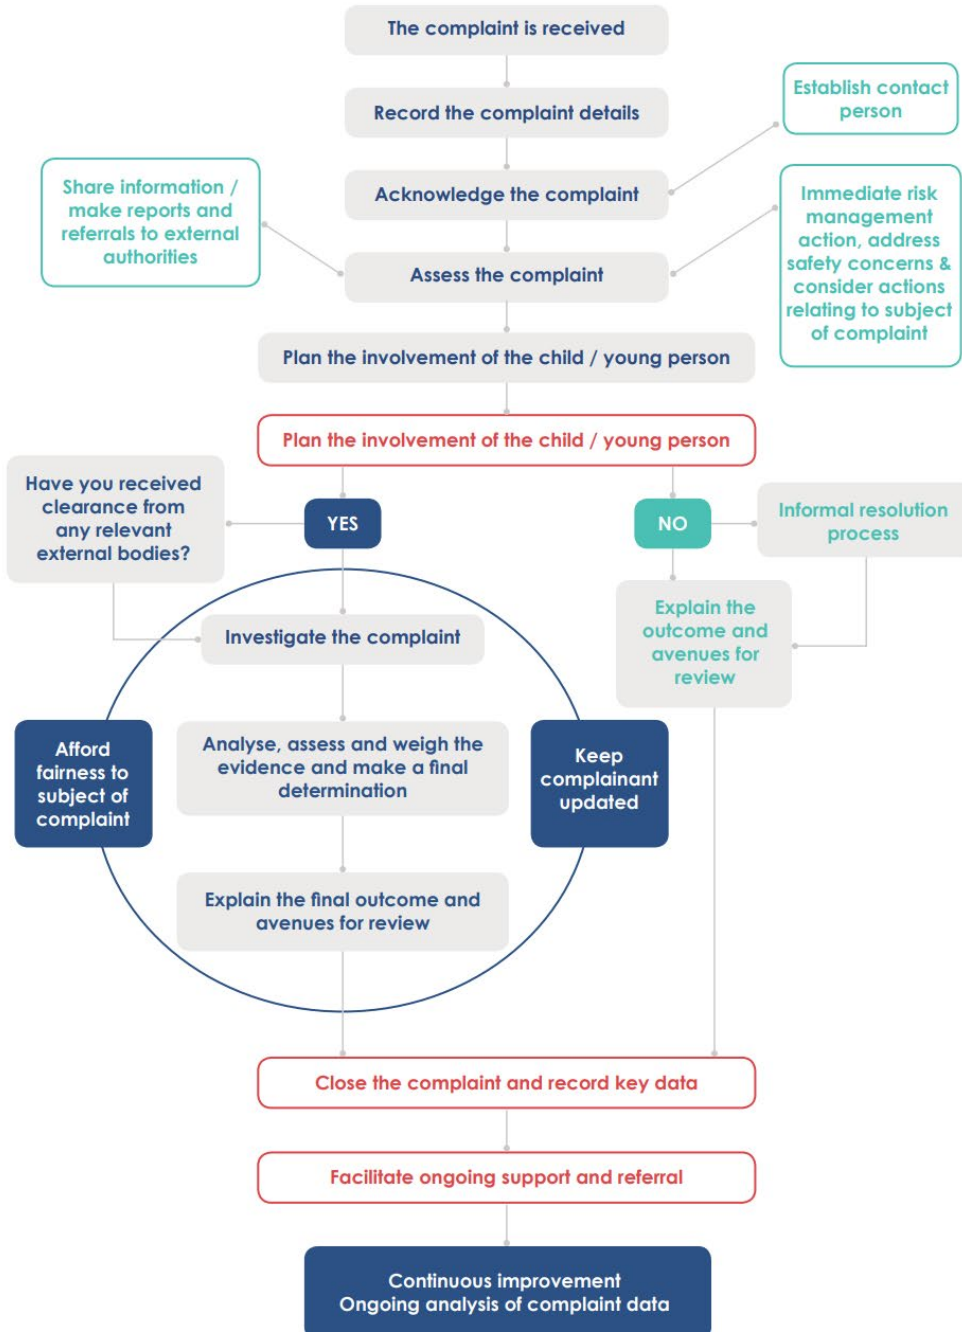 The complaint is received
Establish contact
person
Record the complaint details
Share information /
make reports and
referrals to external
authorities
Acknowledge the complaint
Immediate risk
management
action, address
safety concerns &
consider actions
relating to subject
of complaint
Assess the complaint
Plan the involvement of the child / young person
Plan the involvement of the child / young person
Have you received
clearance from
any relevant
external bodies?
YES
NO
Informal resolution
process
Investigate the complaint
Explain the
outcome and
avenues for
review
Afford
fairness to
subject of
complaint
Analyse, assess and weigh the
evidence and make a final
determination
Keep
complainant
updated
Explain the final outcome and
avenues for review
Close the complaint and record key data
Facilitate ongoing support and referral
Continuous improvement
Ongoing analysis of complaint data